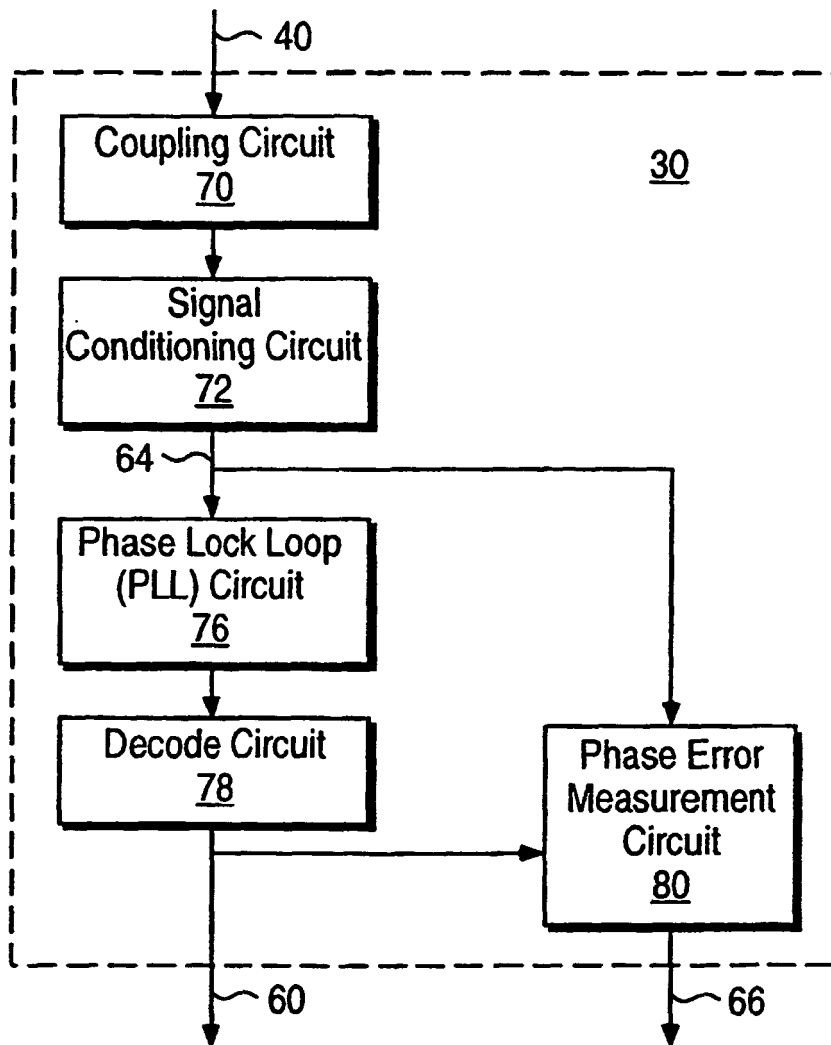 40
Coupling Circuit
70
30
Signal
Conditioning Circuit
72
64
Phase Lock Loop
(PLL) Circuit
76
Decode Circuit
78
Phase Error
Measurement
Circuit
80
60
66